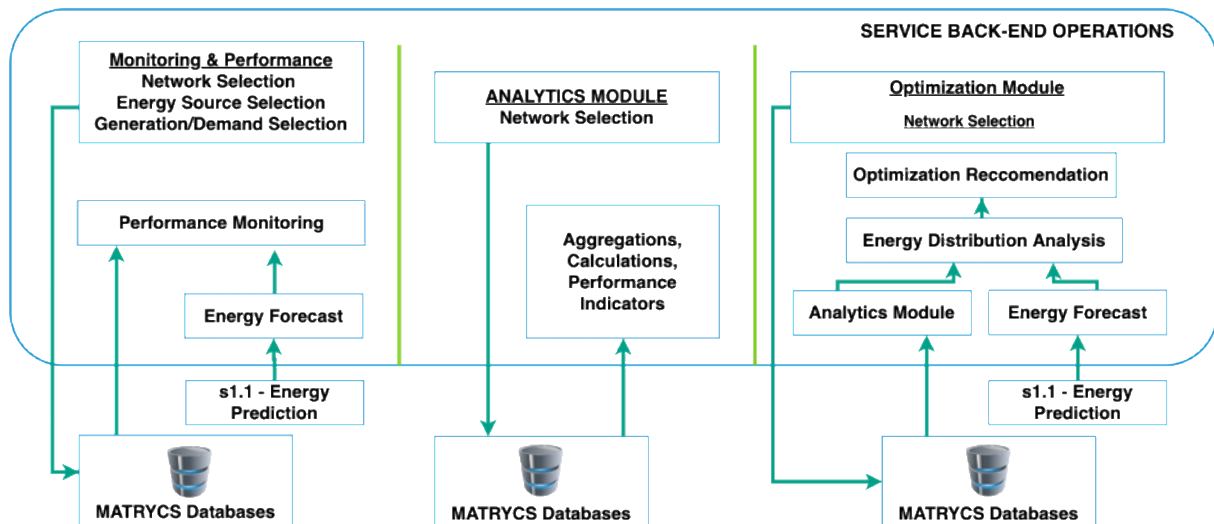 SERVICE BACK-END OPERATIONS
Monitoring & Performance
Network Selection
Energy Source Selection
Generation/Demand Selection
Performance Monitoring
Energy Forecast
s1.1 - Energy
Prediction
MATRYCS Databases
ANALYTICS MODULE
Network Selection
Aggregations,
Calculations,
Performance
Indicators
MATRYCS Databases
Optimization Module
Network Selection
Optimization Reccomendation
Energy Distribution Analysis
Analytics Module
Energy Forecast
s1.1 - Energy
Prediction
MATRYCS Databases